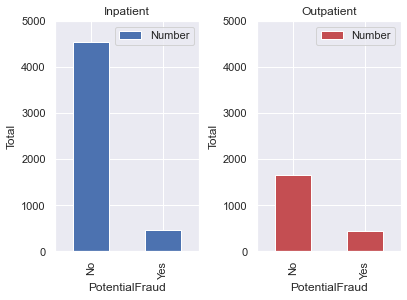 Inpatient
Number
5000
4000
3000
2000
1000
0
Total
No
Yes
PotentialFraud
Outpatient
Number
5000
4000
3000
2000
1000
0
Total
No
Yes
PotentialFraud